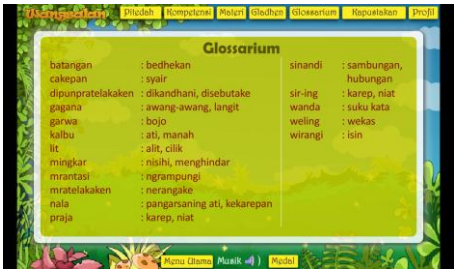 Wangsalan Pitedah Kompetensi Materi Gladhen Glossarium Kapustakan Profil
Glossarium
batangan : bedhekan
cakepan : syair
dipunpratelakaken : dikandhani, disebutake
gagana : awang-awang, langit
garwa : bojo
kalbu : ati, manah
lit : alit, cilik
mingkar : nisihi, menghindar
mrantasi : ngrampungi
mratelakaken : nerangake
nala : pangarsaning ati, kekarepan
praja : karep, niat
sinandi : sambungan,
hubungan
sir-ing : karep, niat
wanda : suku kata
weling : wekas
wirangi : isin
Menu Utama Musik ) Medal